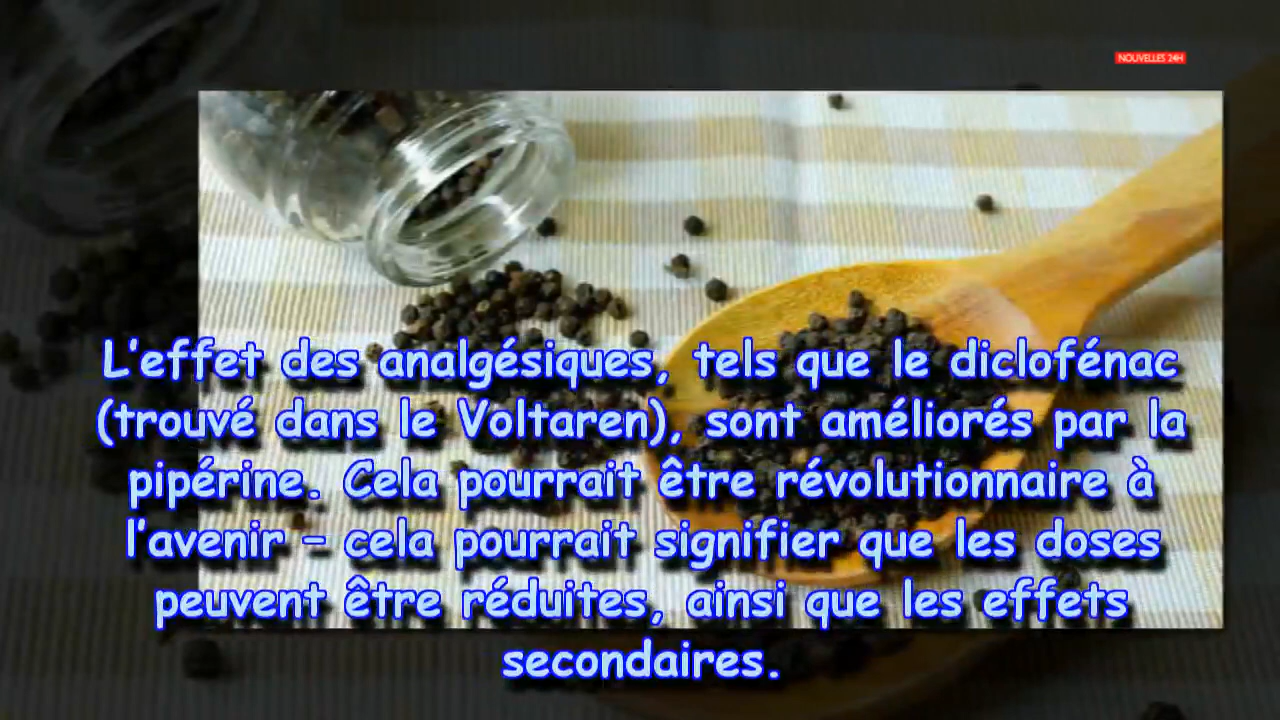 NOUVELLES 24H
L'effet des analgésiques, tels que le diclofénac
(trouvé dans le Voltaren), sont améliorés par la
pipérine. Cela pourrait être révolutionnaire à
l'avenir – cela pourrait signifier que les doses
peuvent être réduites, ainsi que les effets
secondaires.